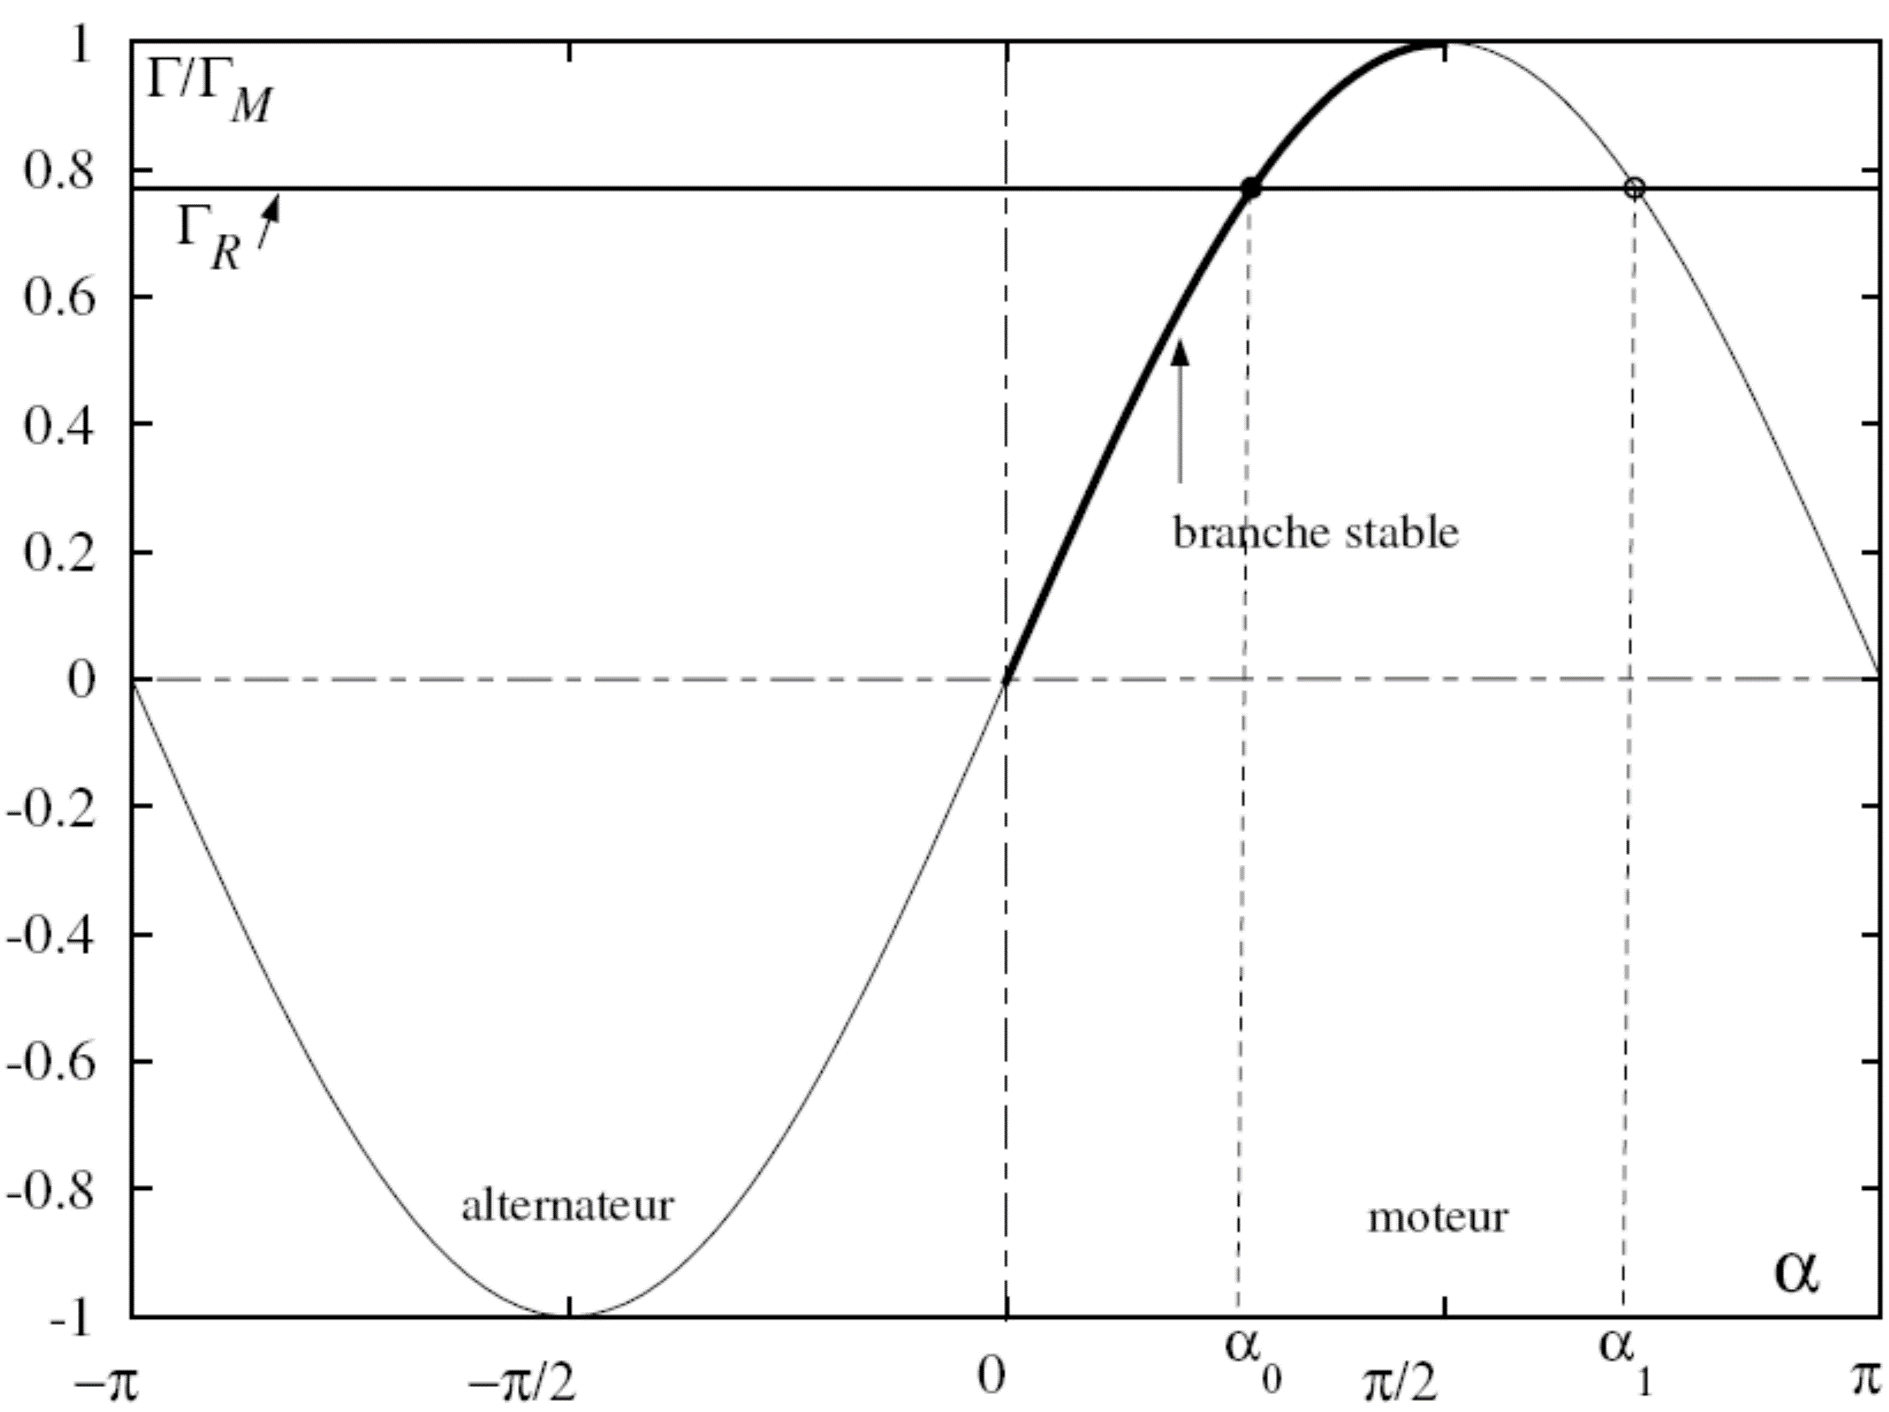 1
Γ/Γ_M
0.8
Γ_R
0.6
0.4
branche stable
0.2
0
-0.2
-0.4
-0.6
-0.8
alternateur
moteur
α
-1
−π
−π/2
0
α_0
π/2
α_1
π